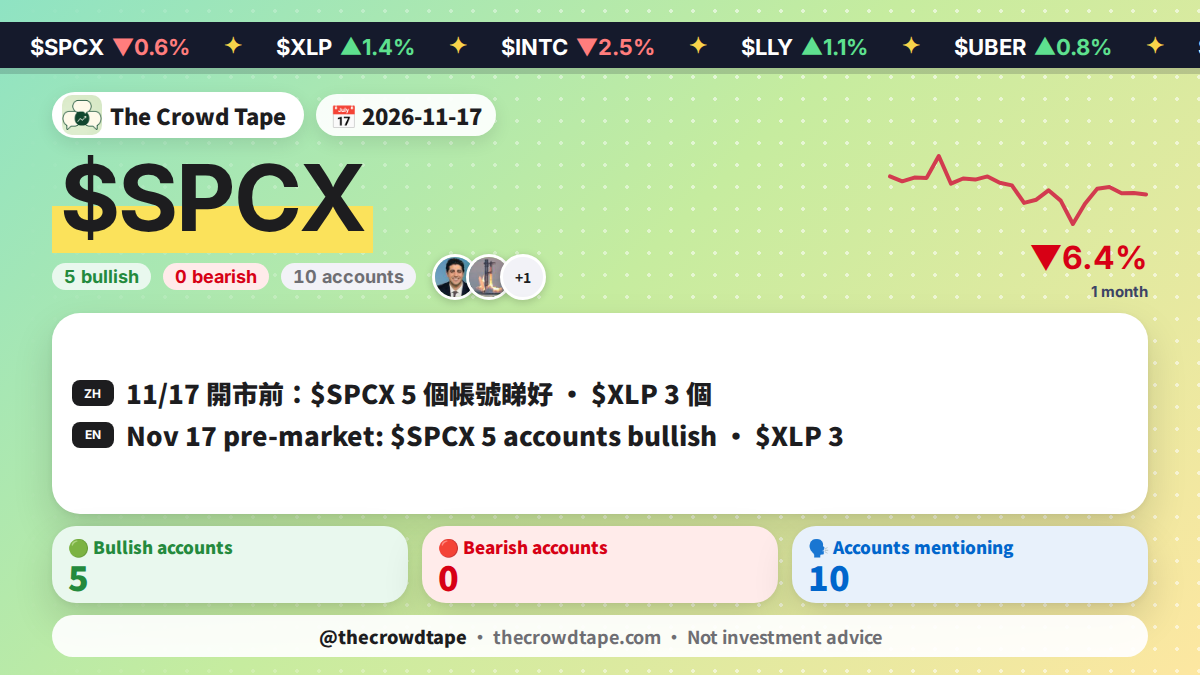 $SPCX ▼0.6% ✦ $XLP ▲1.4% ✦ $INTC ▼2.5% ✦ $LLY ▲1.1% ✦ $UBER ▲0.8% ✦
The Crowd Tape
📅 2026-11-17
$SPCX
▼6.4%
1 month
5 bullish
0 bearish
10 accounts
+1
ZH 11/17 開市前：$SPCX 5 個帳號睇好 • $XLP 3 個
EN Nov 17 pre-market: $SPCX 5 accounts bullish • $XLP 3
🟢 Bullish accounts
5
🔴 Bearish accounts
0
🗣️ Accounts mentioning
10
@thecrowdtape • thecrowdtape.com • Not investment advice